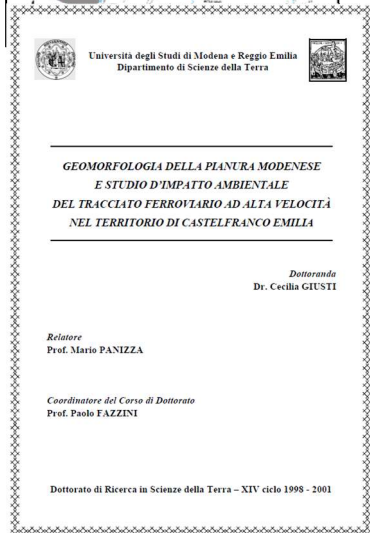 Università degli Studi di Modena e Reggio Emilia
Dipartimento di Scienze della Terra
GEOMORFOLOGIA DELLA PIANURA MODENESE
E STUDIO D'IMPATTO AMBIENTALE
DEL TRACCIATO FERROVIARIO AD ALTA VELOCITÀ
NEL TERRITORIO DI CASTELFRANCO EMILIA
Dottoranda
Dr. Cecilia GIUSTI
Relatore
Prof. Mario PANIZZA
Coordinatore del Corso di Dottorato
Prof. Paolo FAZZINI
Dottorato di Ricerca in Scienze della Terra – XIV ciclo 1998 - 2001